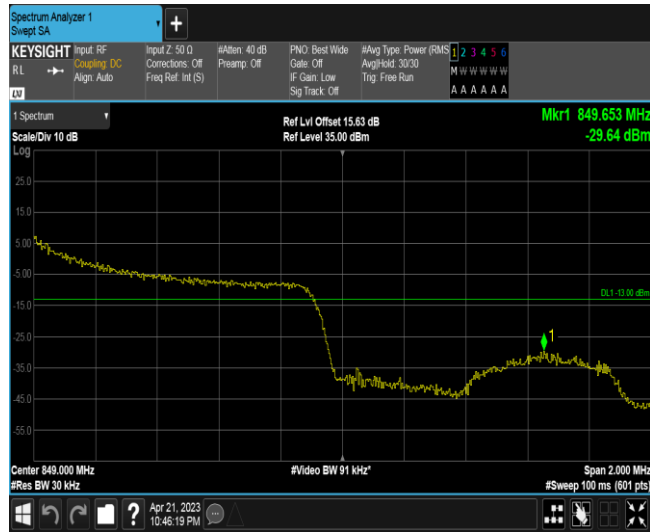 Spectrum Analyzer 1
Swept SA
+
KEYSIGHT
RL
LXI
Input: RF
Coupling: DC
Align: Auto
Input Z: 50 Ω
Corrections: Off
Freq Ref: Int (S)
#Atten: 40 dB
Preamp: Off
PNO: Best Wide
Gate: Off
IF Gain: Low
Sig Track: Off
#Avg Type: Power (RMS
Avg|Hold: 30/30
Trig: Free Run
1 2 3 4 5 6
M W W W W W
A A A A A A
1 Spectrum
Scale/Div 10 dB
Log
Ref Lvl Offset 15.63 dB
Ref Level 35.00 dBm
Mkr1 849.653 MHz
-29.64 dBm
25.0
15.0
5.00
-5.00
-15.0
-25.0
-35.0
-45.0
-55.0
DL1 -13.00 dBm
1
Center 849.000 MHz
#Res BW 30 kHz
#Video BW 91 kHz*
Span 2.000 MHz
#Sweep 100 ms (601 pts)
?
Apr 21, 2023
10:46:19 PM